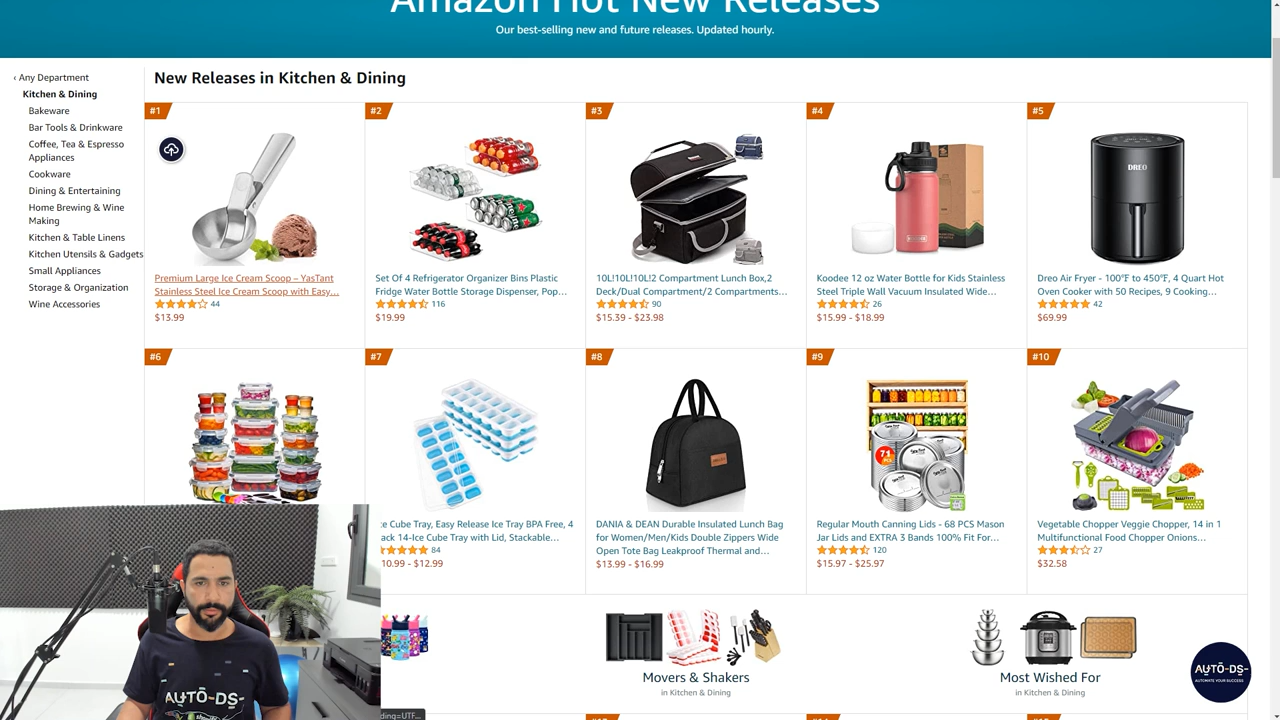 Amazon Hot New Releases
Our best-selling new and future releases. Updated hourly.
‹ Any Department
Kitchen & Dining
Bakeware
Bar Tools & Drinkware
Coffee, Tea & Espresso
Appliances
Cookware
Dining & Entertaining
Home Brewing & Wine
Making
Kitchen & Table Linens
Kitchen Utensils & Gadgets
Small Appliances
Storage & Organization
Wine Accessories
New Releases in Kitchen & Dining
#1
Premium Large Ice Cream Scoop – YasTant
Stainless Steel Ice Cream Scoop with Easy…
44
$13.99
#2
Set Of 4 Refrigerator Organizer Bins Plastic
Fridge Water Bottle Storage Dispenser, Pop…
116
$19.99
#3
10L!10L!10L!2 Compartment Lunch Box,2
Deck/Dual Compartment/2 Compartments…
90
$15.39 - $23.98
#4
Koodee 12 oz Water Bottle for Kids Stainless
Steel Triple Wall Vacuum Insulated Wide…
26
$15.99 - $18.99
#5
DREO
Dreo Air Fryer - 100°F to 450°F, 4 Quart Hot
Oven Cooker with 50 Recipes, 9 Cooking…
42
$69.99
#6
#7
Cube Tray, Easy Release Ice Tray BPA Free, 4
14-Ice Cube Tray with Lid, Stackable…
84
10.99 - $12.99
#8
DANIA & DEAN Durable Insulated Lunch Bag
for Women/Men/Kids Double Zippers Wide
Open Tote Bag Leakproof Thermal and…
$13.99 - $16.99
#9
71
Regular Mouth Canning Lids - 68 PCS Mason
Jar Lids and EXTRA 3 Bands 100% Fit For…
120
$15.97 - $25.97
#10
Vegetable Chopper Veggie Chopper, 14 in 1
Multifunctional Food Chopper Onions…
27
$32.58
Movers & Shakers
in Kitchen & Dining
Most Wished For
in Kitchen & Dining
AUTO-DS-
AUTOMATE YOUR SUCCESS
AUTO-DS-
ding=UTF...